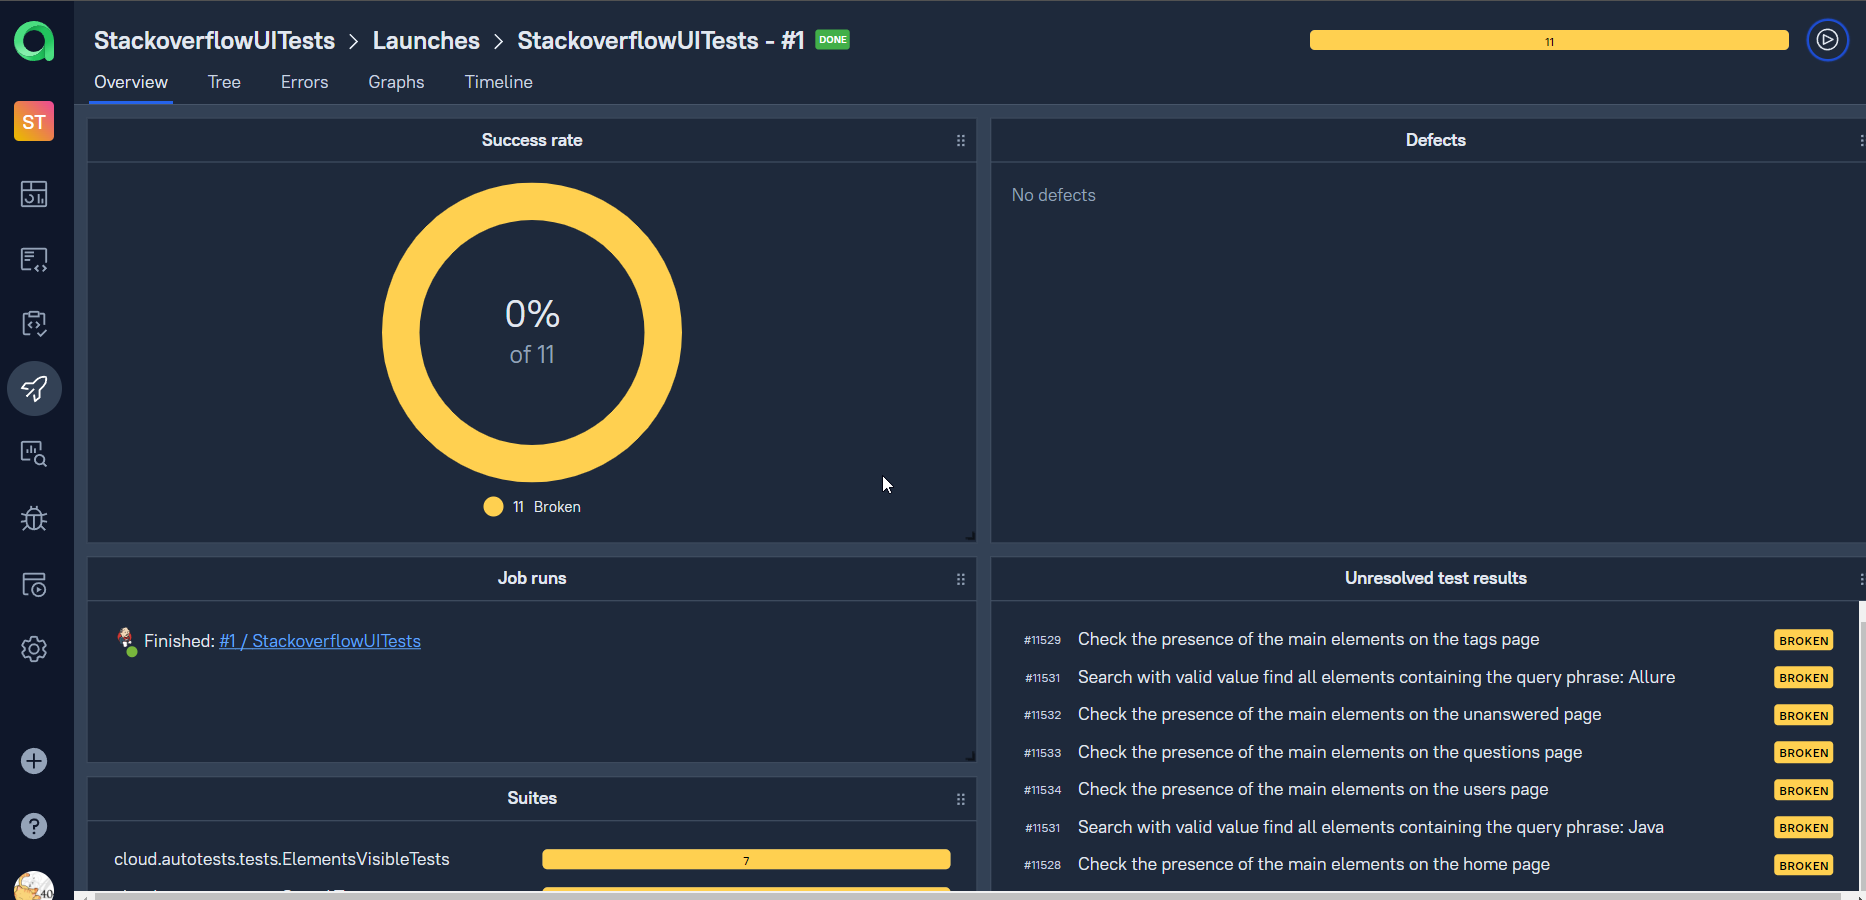 StackoverflowUITests > Launches > StackoverflowUITests - #1 DONE
11
Overview Tree Errors Graphs Timeline
ST
Success rate
0%
of 11
11 Broken
Defects
No defects
Job runs
Finished: #1 / StackoverflowUITests
Suites
cloud.autotests.tests.ElementsVisibleTests 7
Unresolved test results
#11529 Check the presence of the main elements on the tags page BROKEN
#11531 Search with valid value find all elements containing the query phrase: Allure BROKEN
#11532 Check the presence of the main elements on the unanswered page BROKEN
#11533 Check the presence of the main elements on the questions page BROKEN
#11534 Check the presence of the main elements on the users page BROKEN
#11531 Search with valid value find all elements containing the query phrase: Java BROKEN
#11528 Check the presence of the main elements on the home page BROKEN